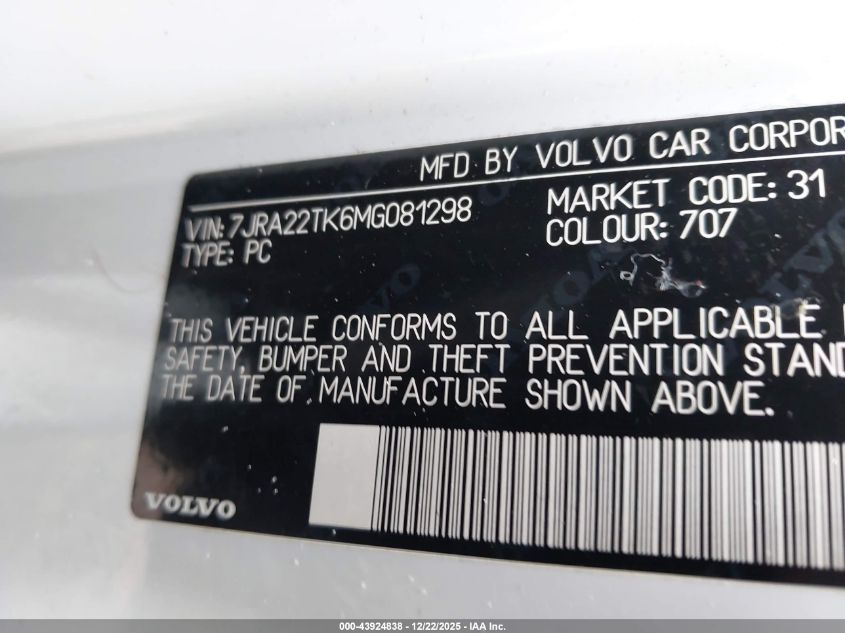 MFD BY VOLVO CAR CORPOR
VIN: 7JRA22TK6MG081298
MARKET CODE: 31
TYPE: PC
COLOUR: 707
THIS VEHICLE CONFORMS TO ALL APPLICABLE
SAFETY, BUMPER AND THEFT PREVENTION STAND
THE DATE OF MANUFACTURE SHOWN ABOVE.
VOLVO
000-43924838 - 12/22/2025 - IAA Inc.